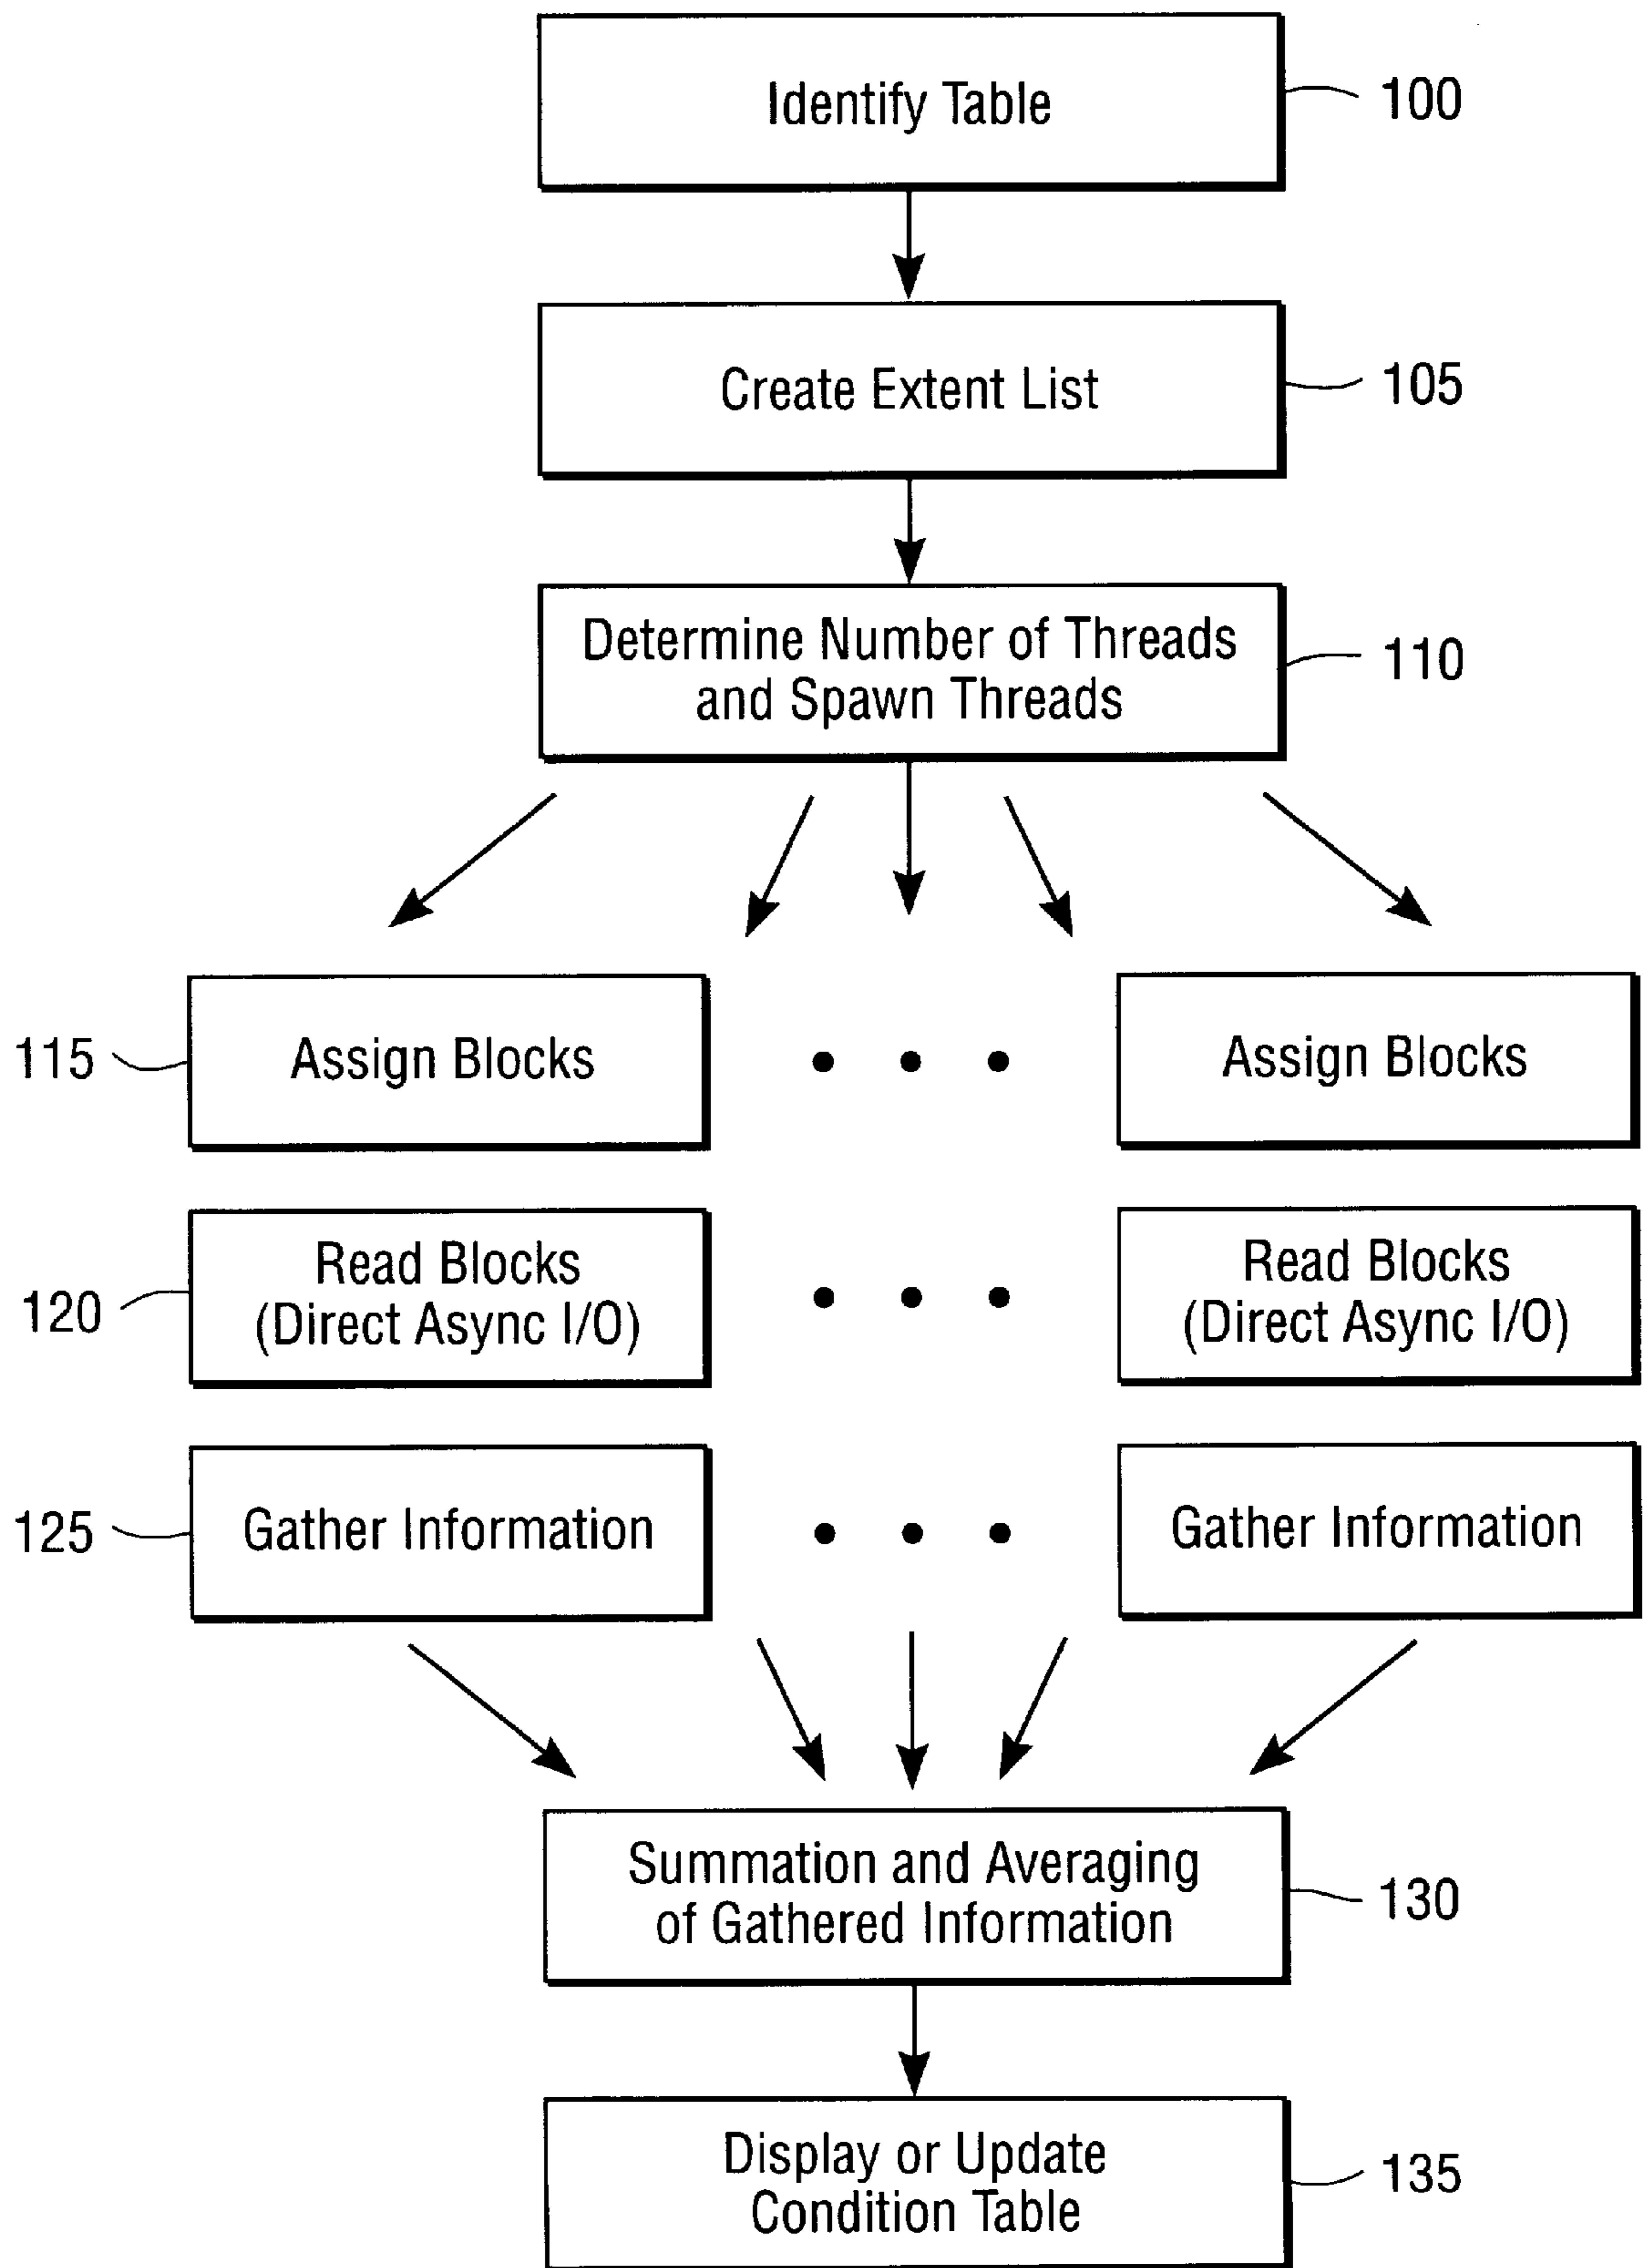 Identify Table
100
Create Extent List
105
Determine Number of Threads
and Spawn Threads
110
115
Assign Blocks
Assign Blocks
120
Read Blocks
(Direct Async I/O)
Read Blocks
(Direct Async I/O)
125
Gather Information
Gather Information
Summation and Averaging
of Gathered Information
130
Display or Update
Condition Table
135